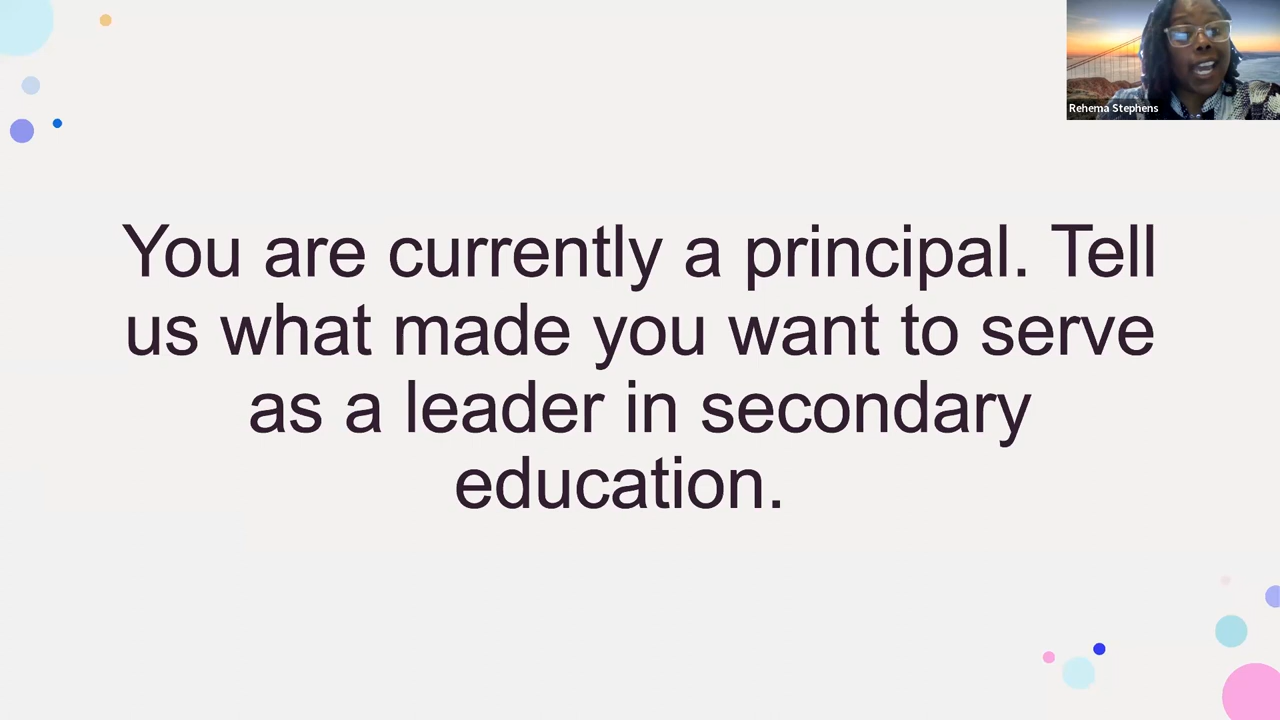 Rehema Stephens
You are currently a principal. Tell
us what made you want to serve
as a leader in secondary
education.